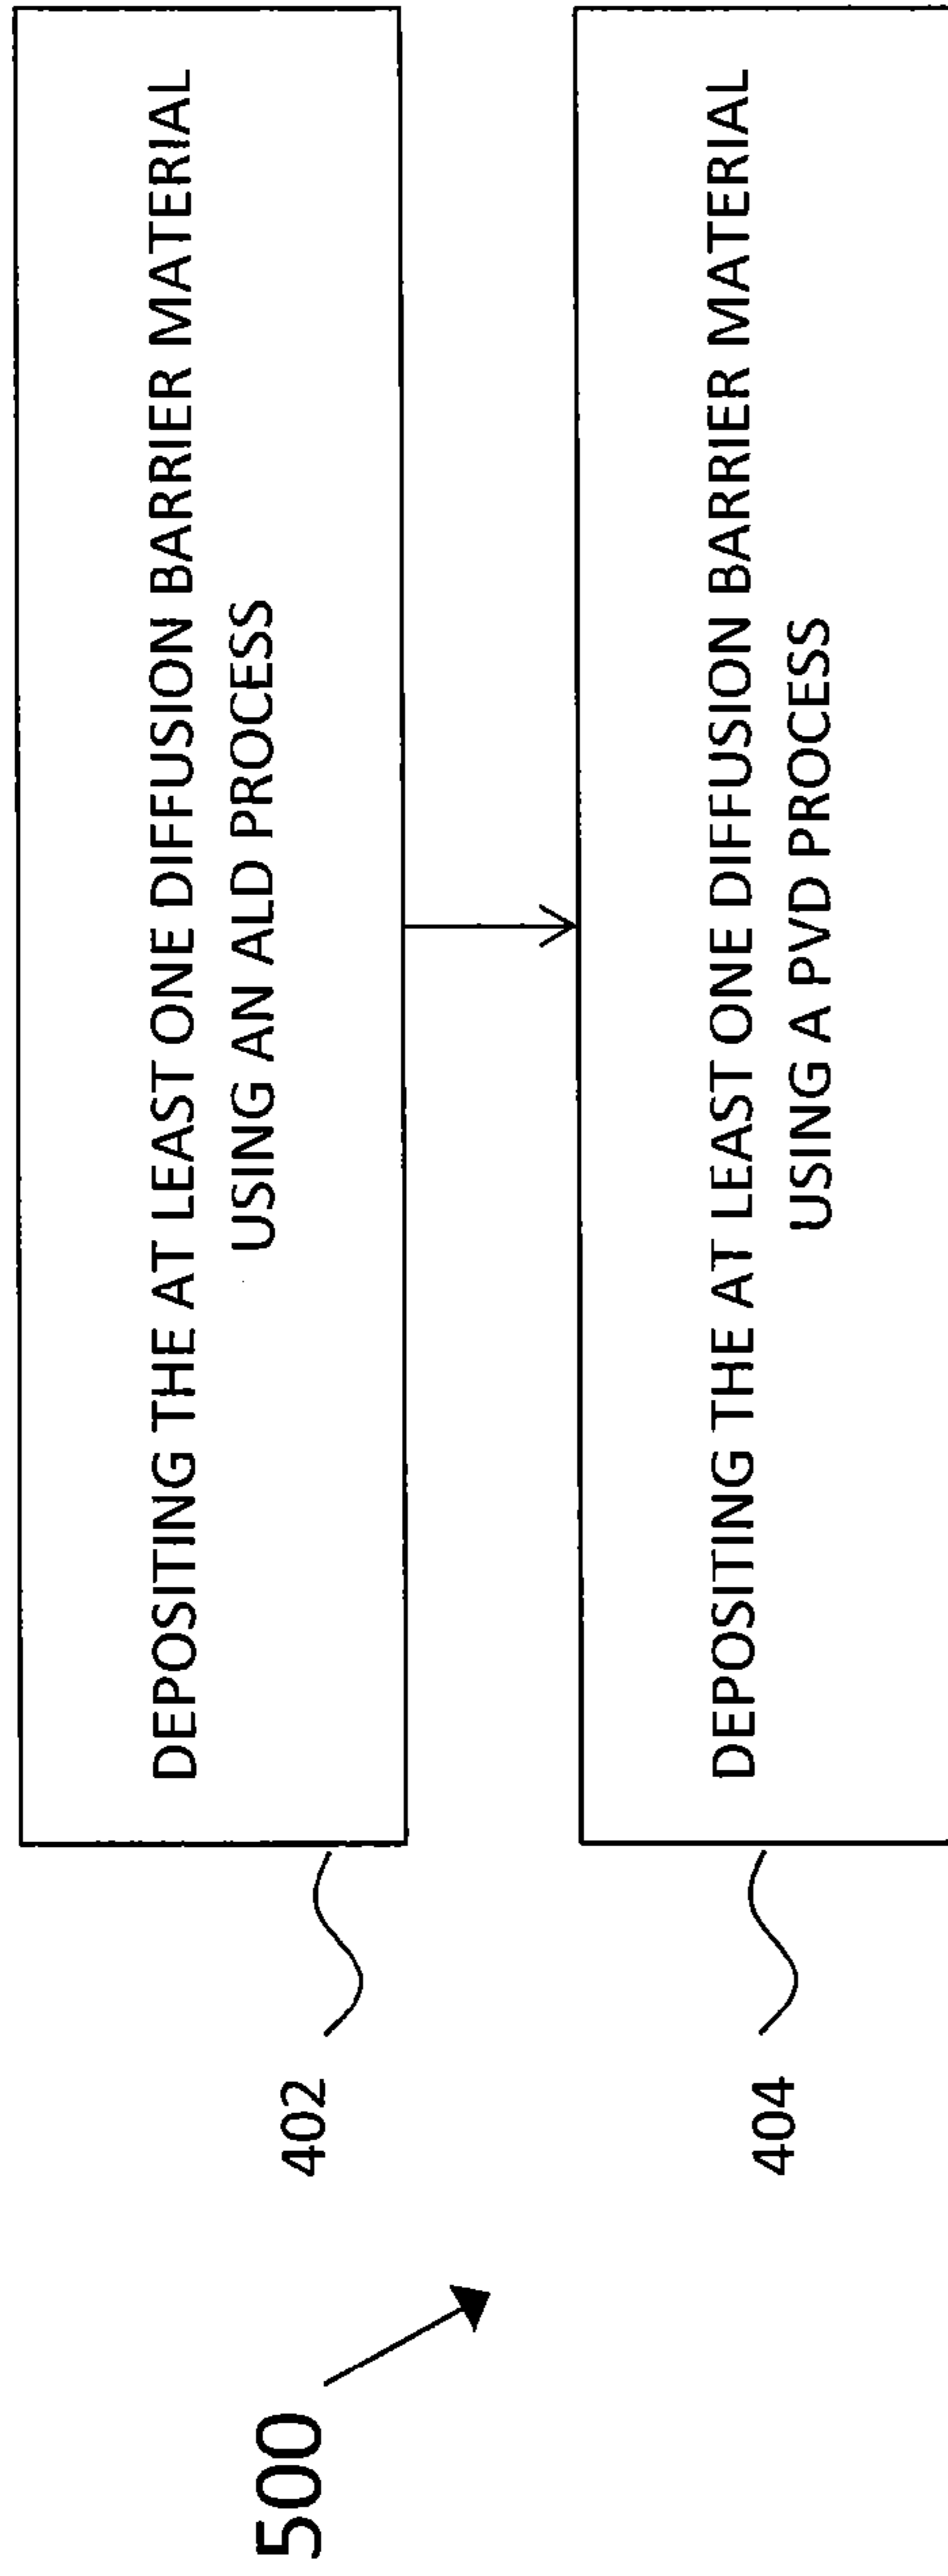 500
402
DEPOSITING THE AT LEAST ONE DIFFUSION BARRIER MATERIAL
USING AN ALD PROCESS
404
DEPOSITING THE AT LEAST ONE DIFFUSION BARRIER MATERIAL
USING A PVD PROCESS